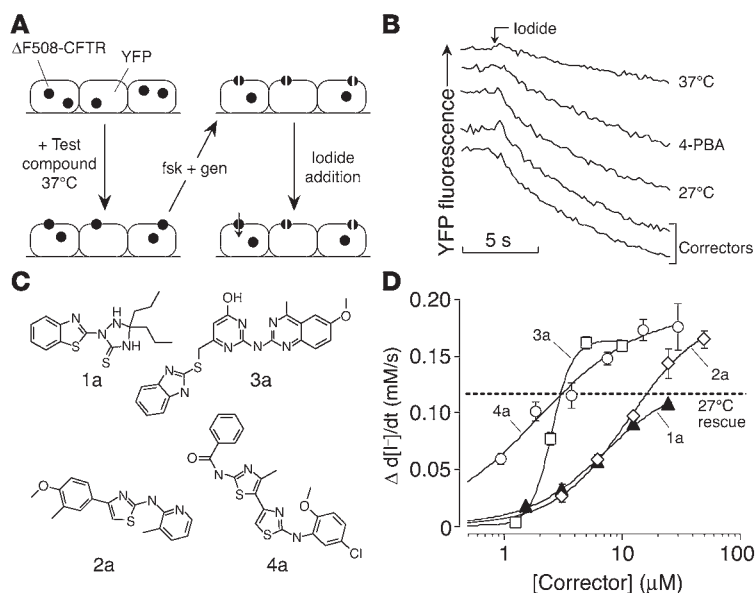 A
ΔF508-CFTR
YFP
+ Test
compound
37°C
fsk + gen
Iodide
addition
B
Iodide
YFP fluorescence
37°C
4-PBA
27°C
Correctors
5 s
C
N
S
N
H
N
NH
S
1a
OH
N
N
N
H
N
N
O
S
N
N
H
3a
O
S
N
H
N
N
2a
O
N
H
N
S
N
S
N
H
O
Cl
4a
D
Δ d[I-]/dt (mM/s)
0.20
0.15
0.10
0.05
0
3a
2a
4a
1a
27°C
rescue
1
10
100
[Corrector] (μM)